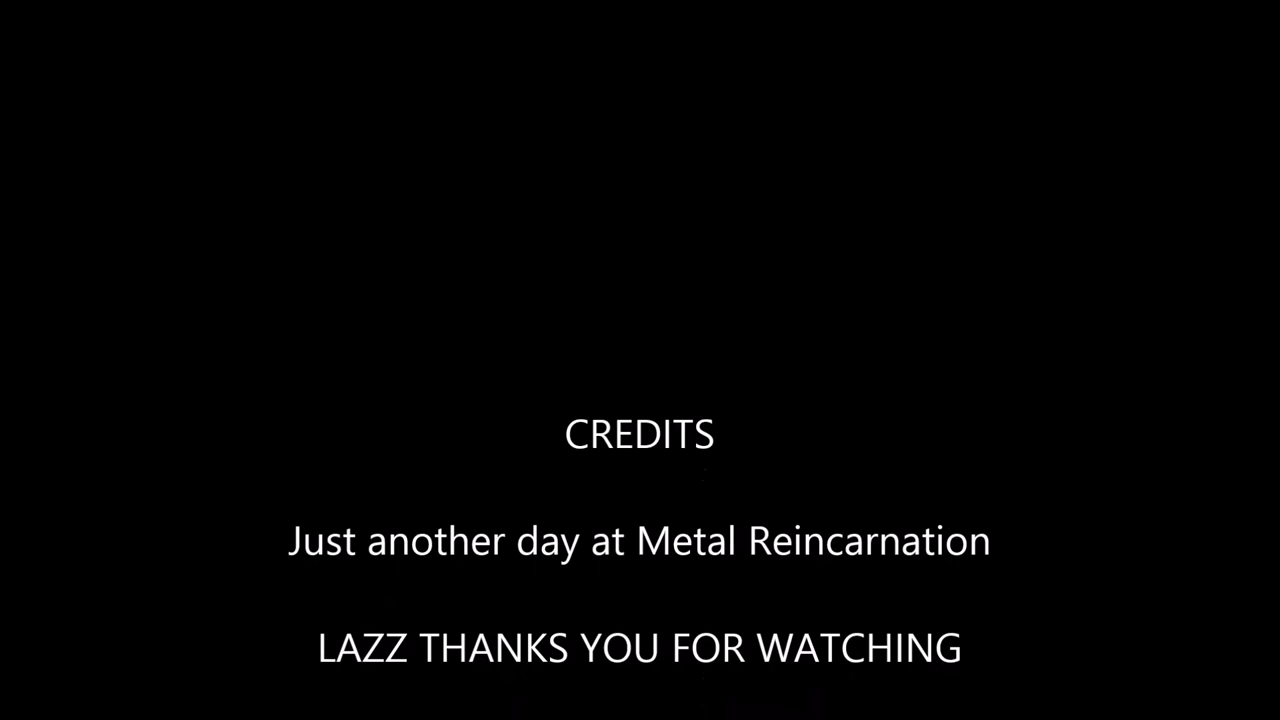 CREDITS
Just another day at Metal Reincarnation
LAZZ THANKS YOU FOR WATCHING